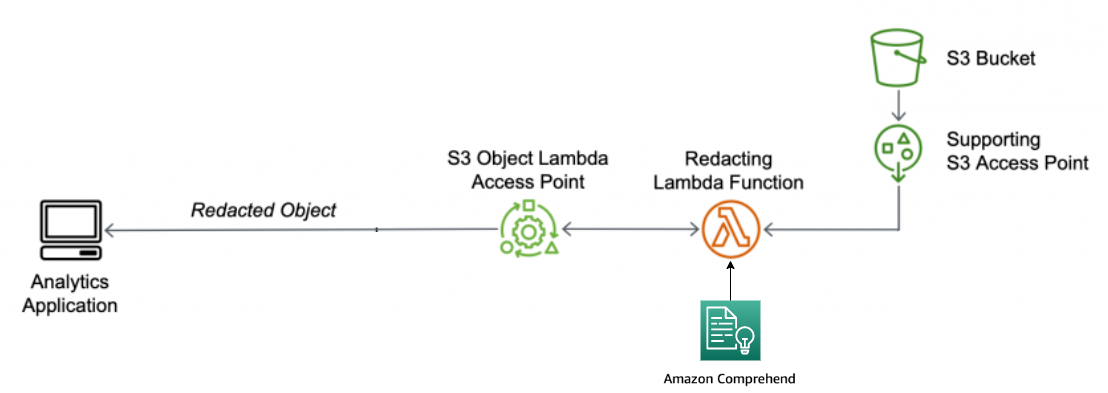 S3 Bucket
Supporting
S3 Access Point
S3 Object Lambda
Access Point
Redacting
Lambda Function
Redacted Object
Analytics
Application
Amazon Comprehend